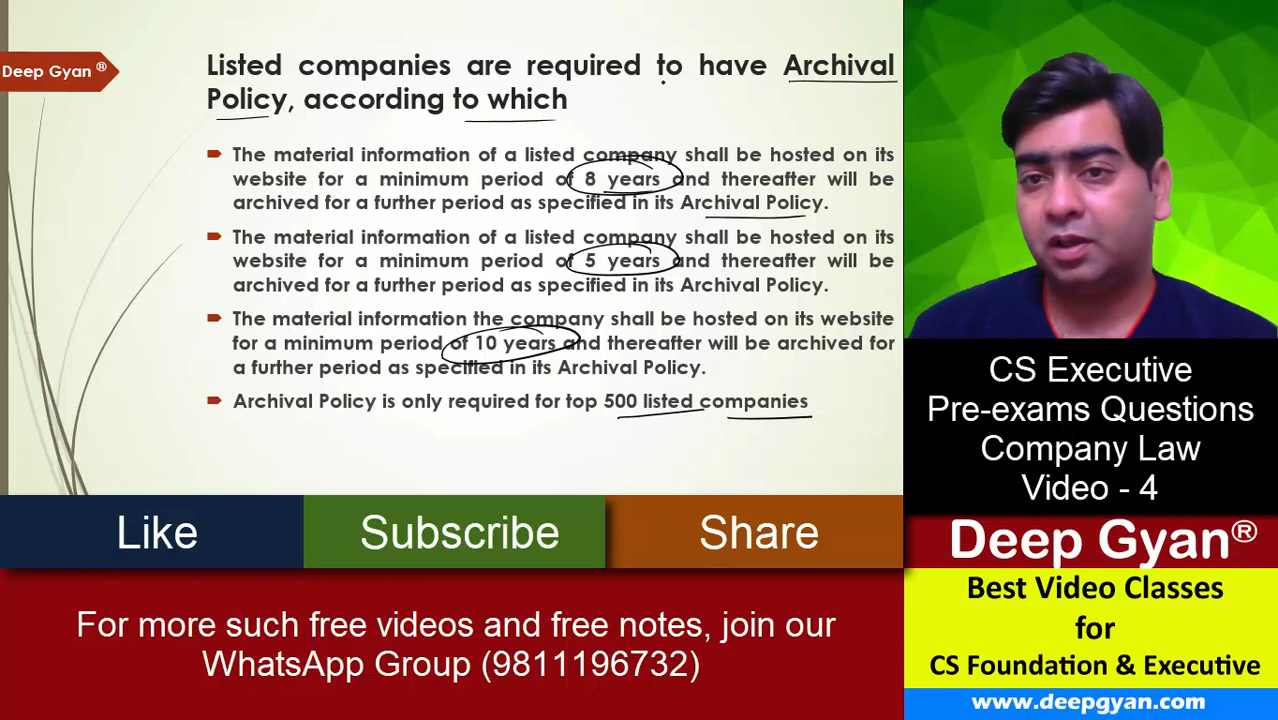 Deep Gyan ®
Listed companies are required to have Archival
Policy, according to which
The material information of a listed company shall be hosted on its
website for a minimum period of 8 years and thereafter will be
archived for a further period as specified in its Archival Policy.
The material information of a listed company shall be hosted on its
website for a minimum period of 5 years and thereafter will be
archived for a further period as specified in its Archival Policy.
The material information the company shall be hosted on its website
for a minimum period of 10 years and thereafter will be archived for
a further period as specified in its Archival Policy.
Archival Policy is only required for top 500 listed companies
CS Executive
Pre-exams Questions
Company Law
Video - 4
Like
Subscribe
Share
Deep Gyan®
For more such free videos and free notes, join our
WhatsApp Group (9811196732)
Best Video Classes
for
CS Foundation & Executive
www.deepgyan.com